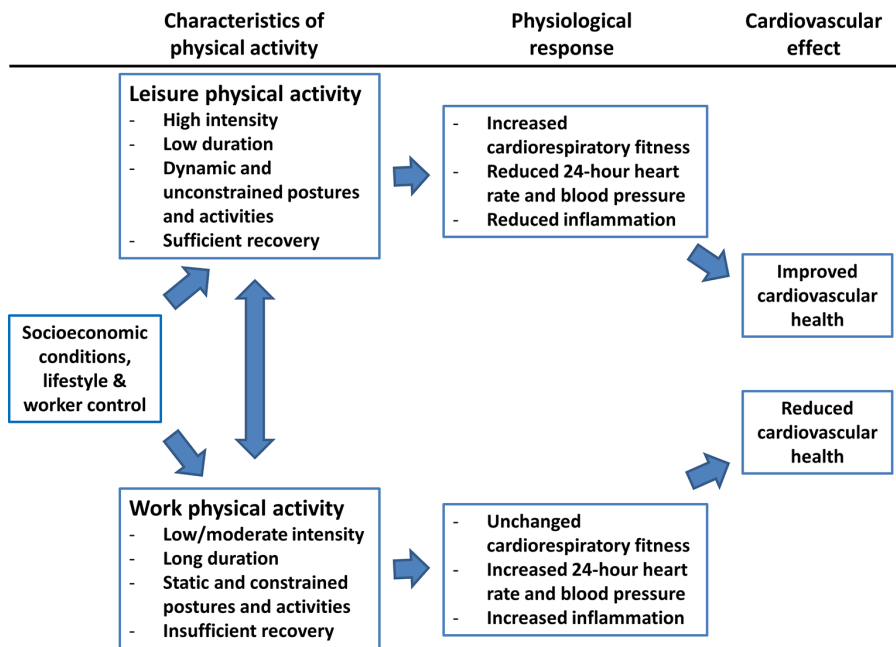 Characteristics of
physical activity
Physiological
response
Cardiovascular
effect
Leisure physical activity
- High intensity
- Low duration
- Dynamic and
unconstrained postures
and activities
- Sufficient recovery
- Increased
cardiorespiratory fitness
- Reduced 24-hour heart
rate and blood pressure
- Reduced inflammation
Improved
cardiovascular
health
Socioeconomic
conditions,
lifestyle &
worker control
Reduced
cardiovascular
health
Work physical activity
- Low/moderate intensity
- Long duration
- Static and constrained
postures and activities
- Insufficient recovery
- Unchanged
cardiorespiratory fitness
- Increased 24-hour heart
rate and blood pressure
- Increased inflammation